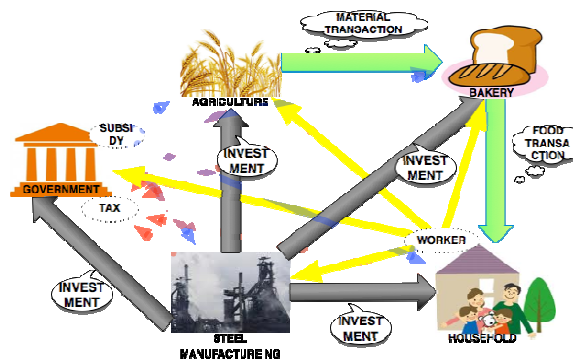 MATERIAL
TRANSACTION
AGRICULTURE
BAKERY
SUBSI
DY
INVEST
MENT
INVEST
MENT
FOOD
TRANSA
CTION
GOVERNMENT
TAX
WORKER
INVEST
MENT
INVEST
MENT
STEEL
MANUFACTUREING
HOUSEHOLD